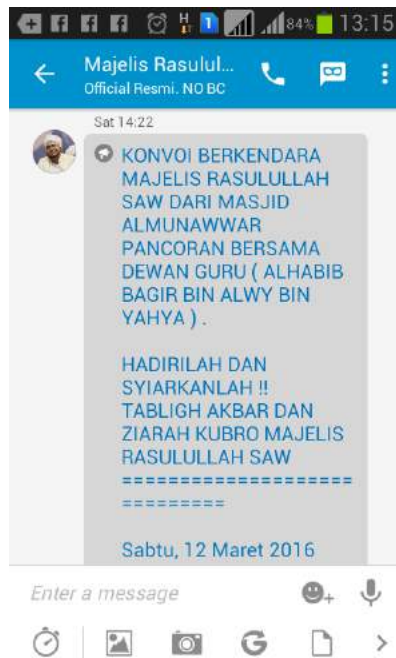 84% 13:15
Majelis Rasulul...
Official Resmi. NO BC
Sat 14:22
KONVOI BERKENDARA
MAJELIS RASULULLAH
SAW DARI MASJID
ALMUNAWWAR
PANCORAN BERSAMA
DEWAN GURU ( ALHABIB
BAGIR BIN ALWY BIN
YAHYA ) .
HADIRILAH DAN
SYIARKANLAH !!
TABLIGH AKBAR DAN
ZIARAH KUBRO MAJELIS
RASULULLAH SAW
====================
=========
Sabtu, 12 Maret 2016
Enter a message